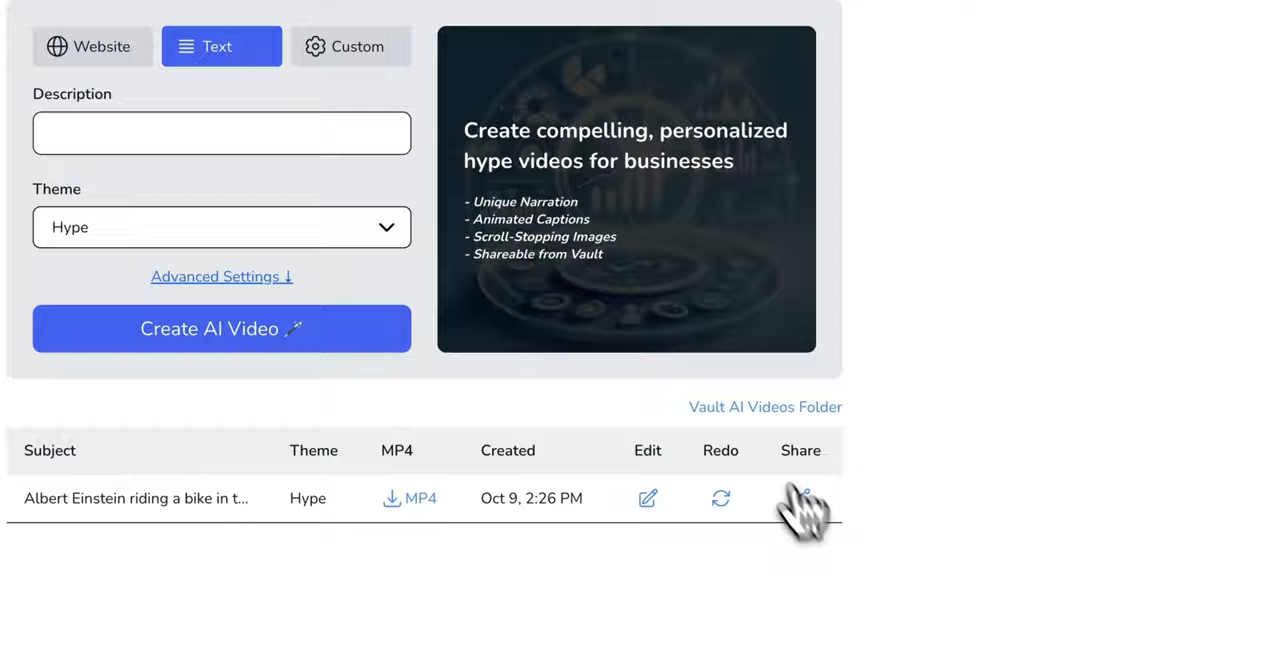 Website
Text
Custom
Description
Theme
Hype
Advanced Settings ↓
Create AI Video
Create compelling, personalized
hype videos for businesses
- Unique Narration
- Animated Captions
- Scroll-Stopping Images
- Shareable from Vault
Vault AI Videos Folder
Subject Theme MP4 Created Edit Redo Share
Albert Einstein riding a bike in t... Hype MP4 Oct 9, 2:26 PM